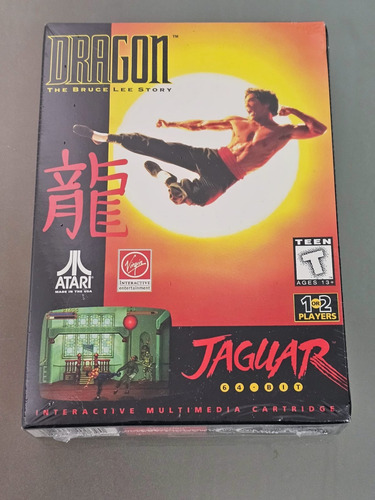 DRAGON™
THE BRUCE LEE STORY
龍
ATARI
MADE IN THE USA
Virgin
INTERACTIVE
entertainment
TEEN
T
AGES 13+
1 OR 2
PLAYERS
JAGUAR
64-BIT
INTERACTIVE MULTIMEDIA CARTRIDGE